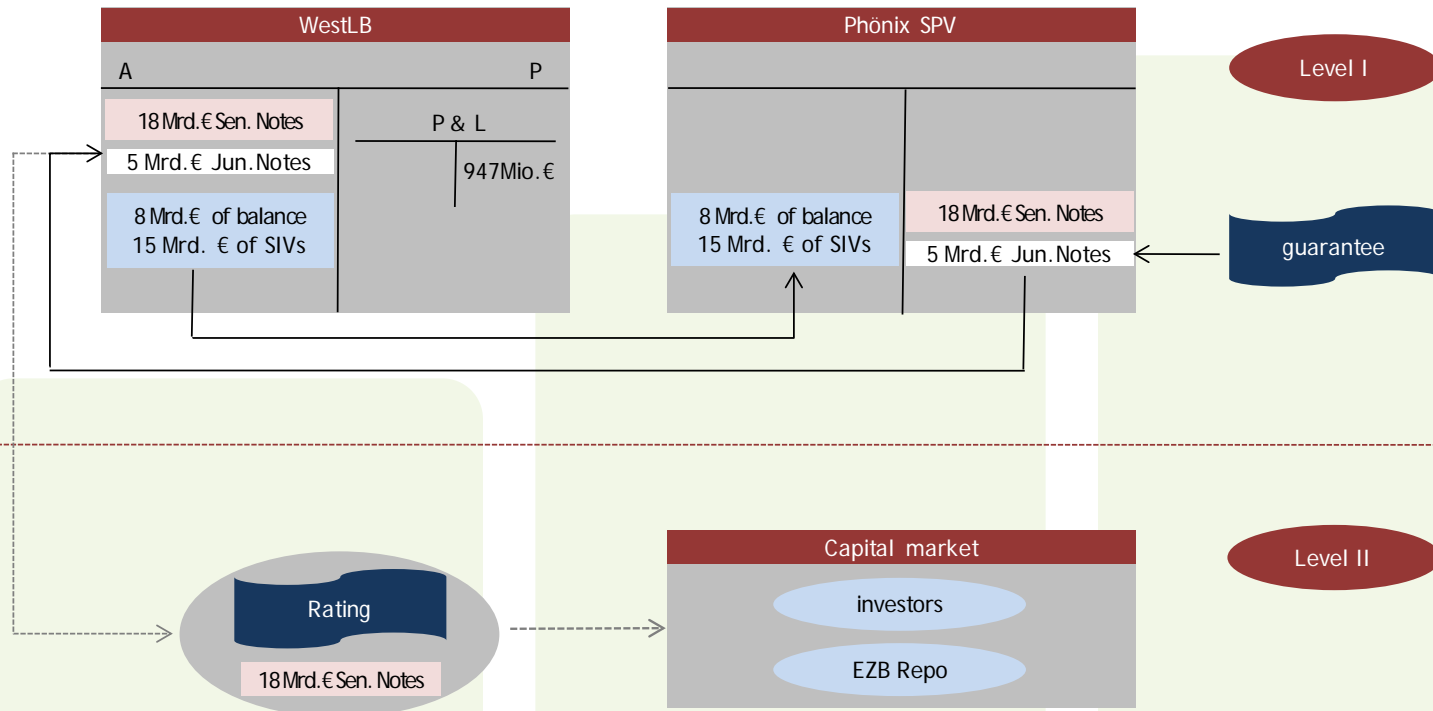 WestLB
A
P
18 Mrd.€ Sen. Notes
5 Mrd.€ Jun. Notes
8 Mrd.€ of balance
15 Mrd. € of SIVs
P & L
947Mio.€
Phönix SPV
8 Mrd.€ of balance
15 Mrd. € of SIVs
18 Mrd.€ Sen. Notes
5 Mrd.€ Jun. Notes
Level I
guarantee
Rating
18 Mrd.€ Sen. Notes
Capital market
investors
EZB Repo
Level II